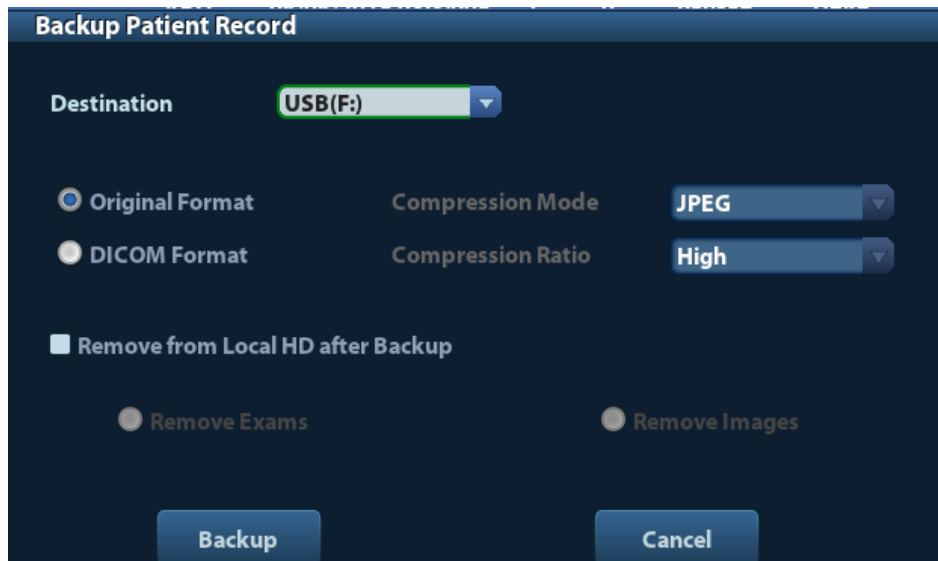 Backup Patient Record
Destination USB(F:)
Original Format Compression Mode JPEG
DICOM Format Compression Ratio High
Remove from Local HD after Backup
Remove Exams Remove Images
Backup Cancel